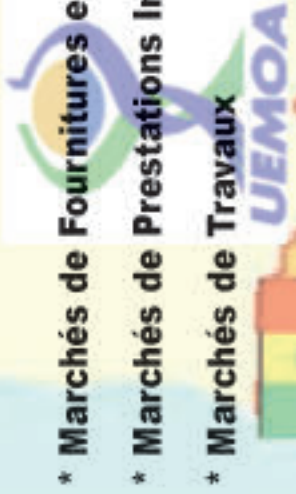 * Marchés de Fournitures e
* Marchés de Prestations In
* Marchés de Travaux
UEMOA